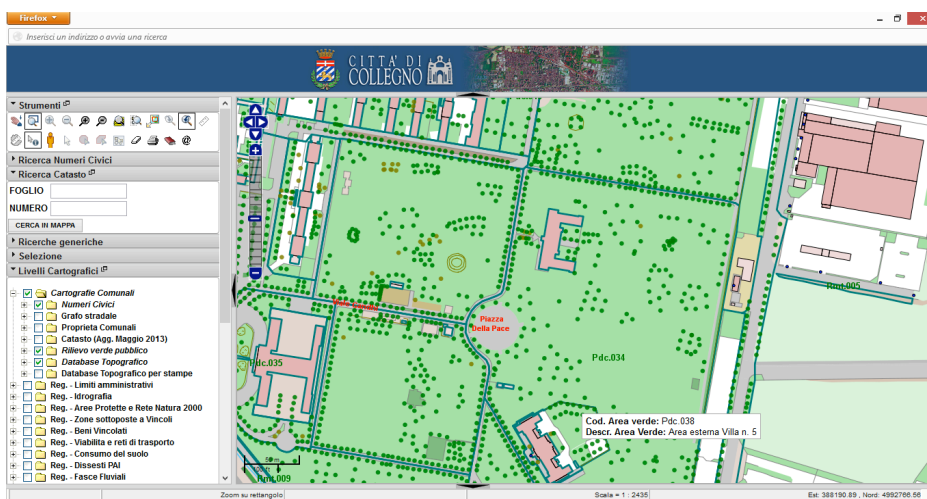 Firefox
Inserisci un indirizzo o avvia una ricerca
CITTA' DI
COLLEGNO
Strumenti
Ricerca Numeri Civici
Ricerca Catasto
FOGLIO
NUMERO
CERCA IN MAPPA
Ricerche generiche
Selezione
Livelli Cartografici
Cartografie Comunali
Numeri Civici
Grafo stradale
Proprieta Comunali
Catasto (Agg. Maggio 2013)
Rilievo verde pubblico
Database Topografico
Database Topografico per stampe
Reg. - Limiti amministrativi
Reg. - Idrografia
Reg. - Aree Protette e Rete Natura 2000
Reg. - Zone sottoposte a Vincoli
Reg. - Beni Vincolati
Reg. - Viabilita e reti di trasporto
Reg. - Consumo del suolo
Reg. - Dissesti PAI
Reg. - Fasce Fluviali
Rmt.005
Piazza
Della Pace
Pdc.034
Pdc.035
Cod. Area verde: Pdc.038
Descr. Area Verde: Area esterna Villa n. 5
50 m
Rmt.009
Zoom su rettangolo
Scala = 1 : 2435
Est: 388190.89 , Nord: 4992766.56